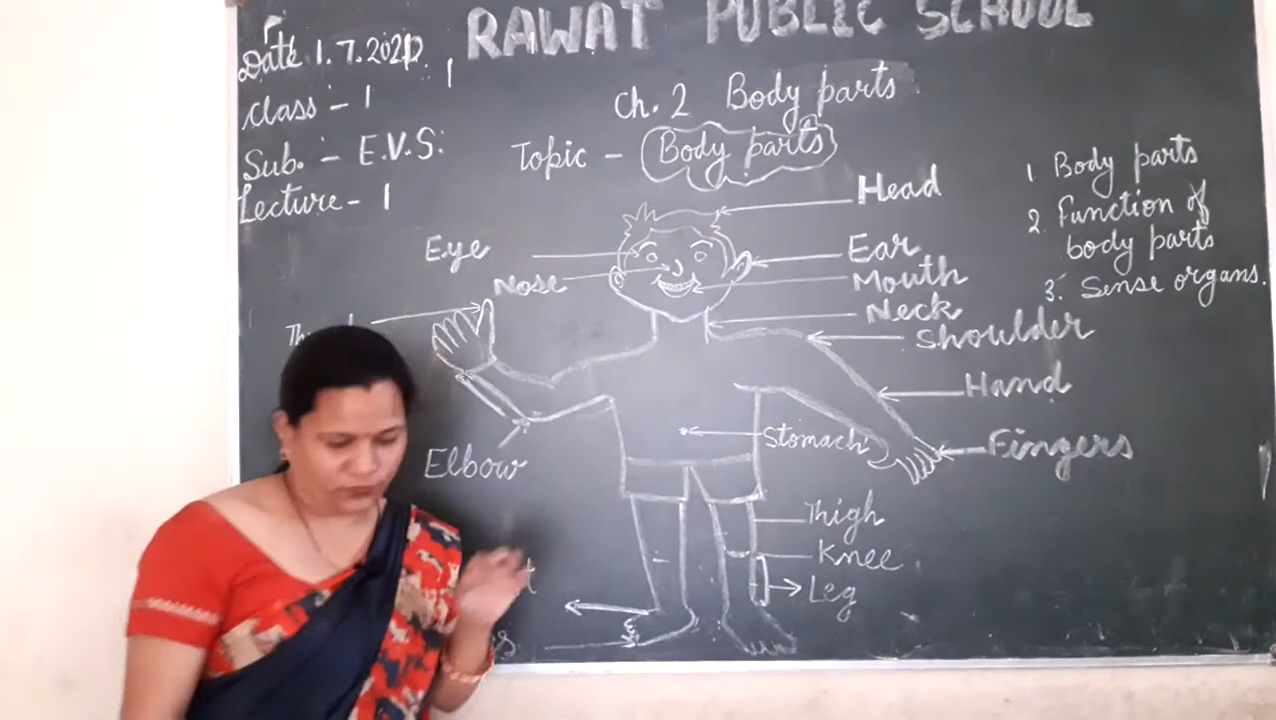 RAWAT PUBLIC SCHOOL
Date 1.7.2021
Class - 1
Sub. - E.V.S.
Lecture - 1
Ch. 2 Body parts
Topic - Body parts
1 Body parts
2. Function of
body parts
3. Sense organs.
Head
Eye
Ear
Nose
Mouth
Neck
Shoulder
Hand
Fingers
Stomach
Elbow
Thigh
Knee
Leg